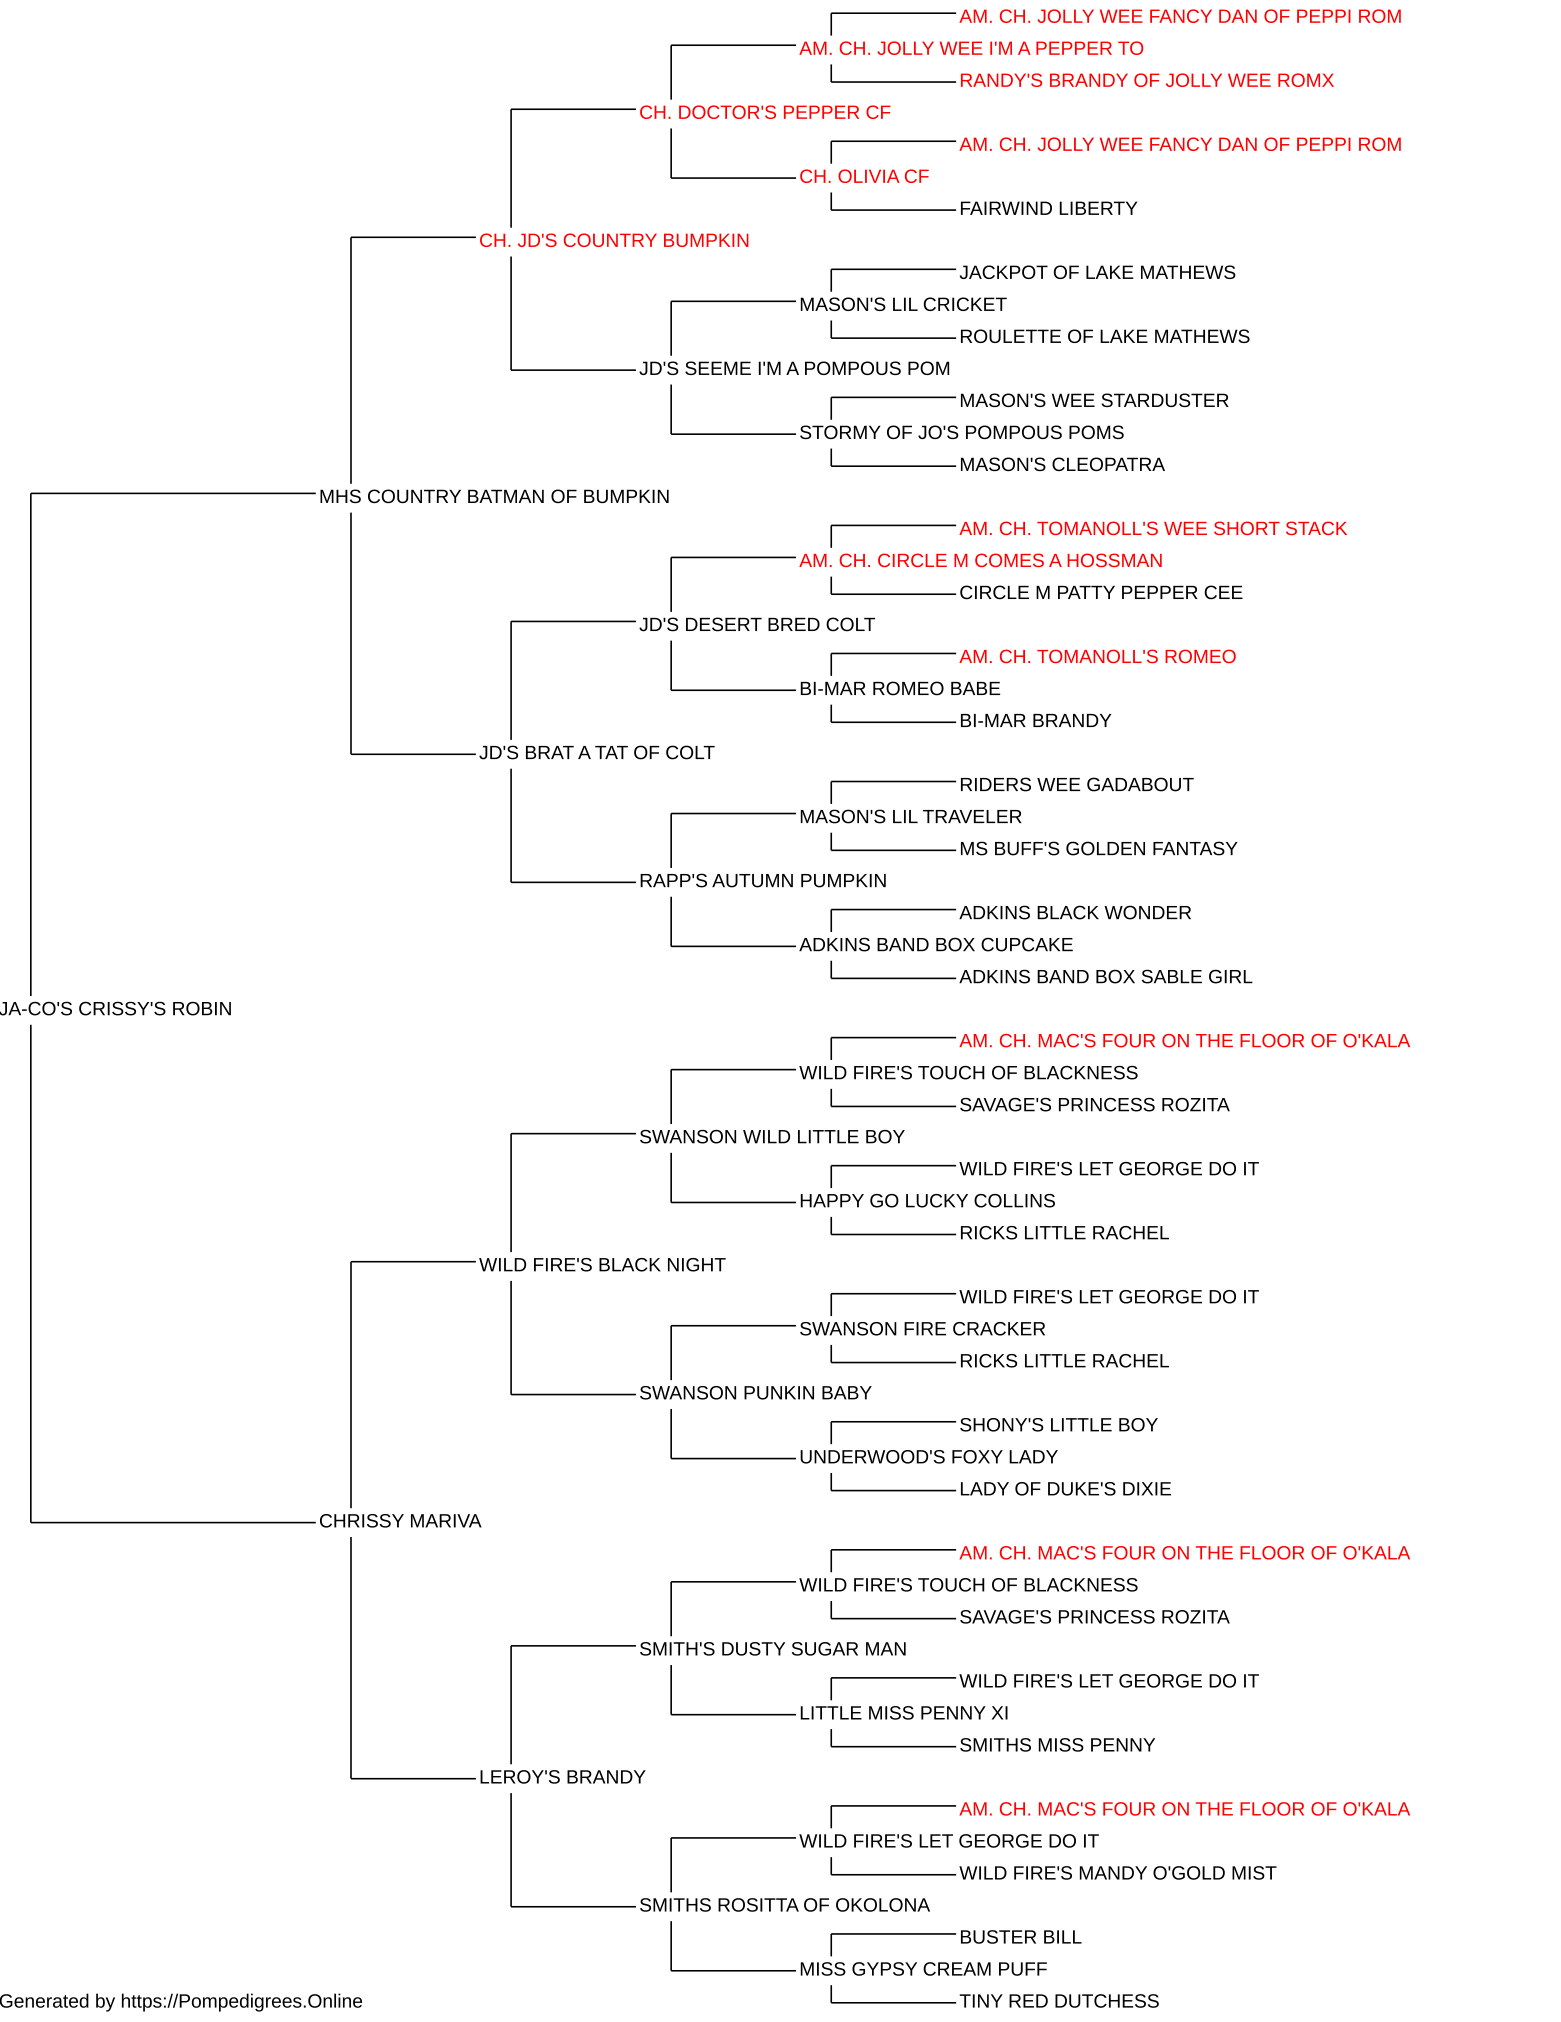 AM. CH. JOLLY WEE FANCY DAN OF PEPPI ROM
AM. CH. JOLLY WEE I'M A PEPPER TO
RANDY'S BRANDY OF JOLLY WEE ROMX
CH. DOCTOR'S PEPPER CF
AM. CH. JOLLY WEE FANCY DAN OF PEPPI ROM
CH. OLIVIA CF
FAIRWIND LIBERTY
CH. JD'S COUNTRY BUMPKIN
JACKPOT OF LAKE MATHEWS
MASON'S LIL CRICKET
ROULETTE OF LAKE MATHEWS
JD'S SEEME I'M A POMPOUS POM
MASON'S WEE STARDUSTER
STORMY OF JO'S POMPOUS POMS
MASON'S CLEOPATRA
MHS COUNTRY BATMAN OF BUMPKIN
AM. CH. TOMANOLL'S WEE SHORT STACK
AM. CH. CIRCLE M COMES A HOSSMAN
CIRCLE M PATTY PEPPER CEE
JD'S DESERT BRED COLT
AM. CH. TOMANOLL'S ROMEO
BI-MAR ROMEO BABE
BI-MAR BRANDY
JD'S BRAT A TAT OF COLT
RIDERS WEE GADABOUT
MASON'S LIL TRAVELER
MS BUFF'S GOLDEN FANTASY
RAPP'S AUTUMN PUMPKIN
ADKINS BLACK WONDER
ADKINS BAND BOX CUPCAKE
ADKINS BAND BOX SABLE GIRL
JA-CO'S CRISSY'S ROBIN
AM. CH. MAC'S FOUR ON THE FLOOR OF O'KALA
WILD FIRE'S TOUCH OF BLACKNESS
SAVAGE'S PRINCESS ROZITA
SWANSON WILD LITTLE BOY
WILD FIRE'S LET GEORGE DO IT
HAPPY GO LUCKY COLLINS
RICKS LITTLE RACHEL
WILD FIRE'S BLACK NIGHT
WILD FIRE'S LET GEORGE DO IT
SWANSON FIRE CRACKER
RICKS LITTLE RACHEL
SWANSON PUNKIN BABY
SHONY'S LITTLE BOY
UNDERWOOD'S FOXY LADY
LADY OF DUKE'S DIXIE
CHRISSY MARIVA
AM. CH. MAC'S FOUR ON THE FLOOR OF O'KALA
WILD FIRE'S TOUCH OF BLACKNESS
SAVAGE'S PRINCESS ROZITA
SMITH'S DUSTY SUGAR MAN
WILD FIRE'S LET GEORGE DO IT
LITTLE MISS PENNY XI
SMITHS MISS PENNY
LEROY'S BRANDY
AM. CH. MAC'S FOUR ON THE FLOOR OF O'KALA
WILD FIRE'S LET GEORGE DO IT
WILD FIRE'S MANDY O'GOLD MIST
SMITHS ROSITTA OF OKOLONA
BUSTER BILL
MISS GYPSY CREAM PUFF
TINY RED DUTCHESS
Generated by https://Pompedigrees.Online